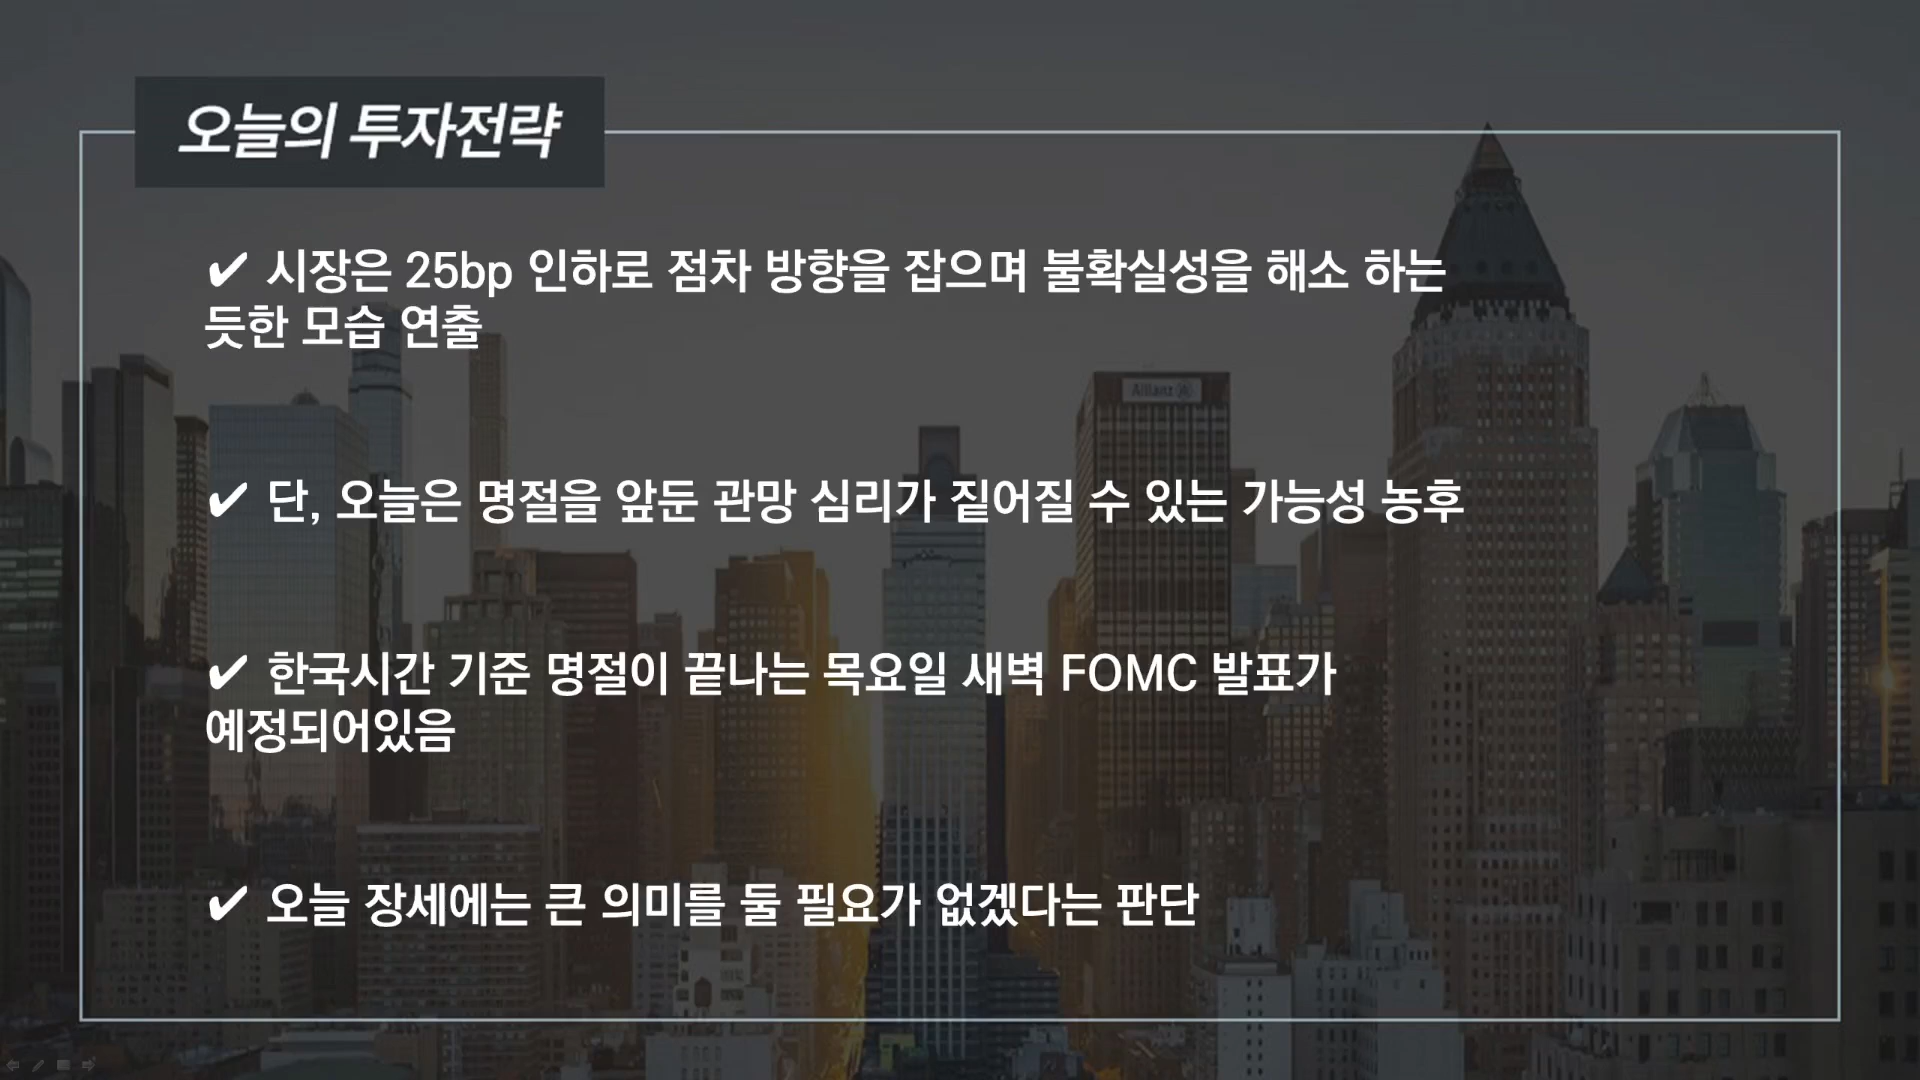 오늘의 투자전략
✔ 시장은 25bp 인하로 점차 방향을 잡으며 불확실성을 해소 하는
듯한 모습 연출
Allianz
✔ 단, 오늘은 명절을 앞둔 관망 심리가 짙어질 수 있는 가능성 농후
✔ 한국시간 기준 명절이 끝나는 목요일 새벽 FOMC 발표가
예정되어있음
✔ 오늘 장세에는 큰 의미를 둘 필요가 없겠다는 판단